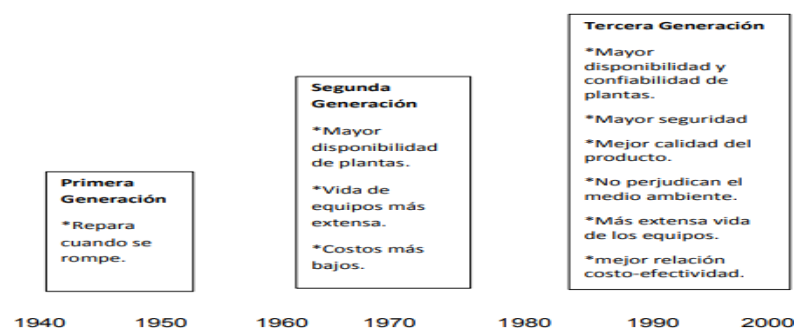 Primera
Generación
*Repara
cuando se
rompe.
Segunda
Generación
*Mayor
disponibilidad
de plantas.
*Vida de
equipos más
extensa.
*Costos más
bajos.
Tercera Generación
*Mayor
disponibilidad y
confiabilidad de
plantas.
*Mayor seguridad
*Mejor calidad del
producto.
*No perjudican el
medio ambiente.
*Más extensa vida
de los equipos.
*mejor relación
costo-efectividad.
1940 1950 1960 1970 1980 1990 2000